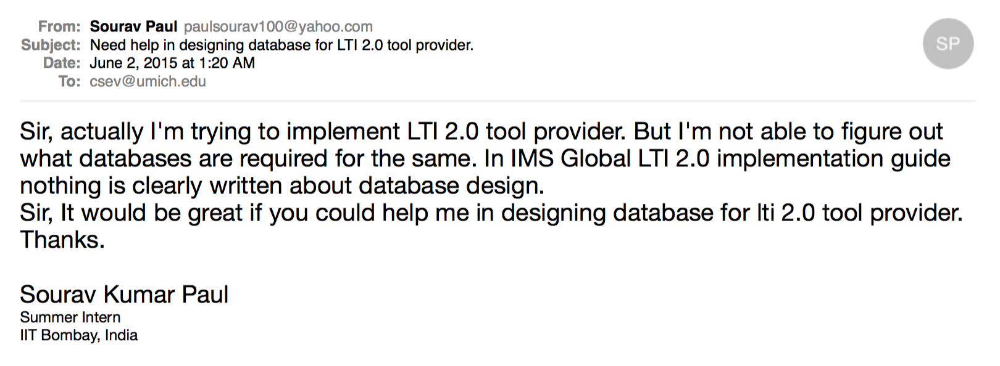 From: Sourav Paul paulsourav100@yahoo.com
Subject: Need help in designing database for LTI 2.0 tool provider.
Date: June 2, 2015 at 1:20 AM
To: csev@umich.edu
SP
Sir, actually I'm trying to implement LTI 2.0 tool provider. But I'm not able to figure out
what databases are required for the same. In IMS Global LTI 2.0 implementation guide
nothing is clearly written about database design.
Sir, It would be great if you could help me in designing database for lti 2.0 tool provider.
Thanks.
Sourav Kumar Paul
Summer Intern
IIT Bombay, India